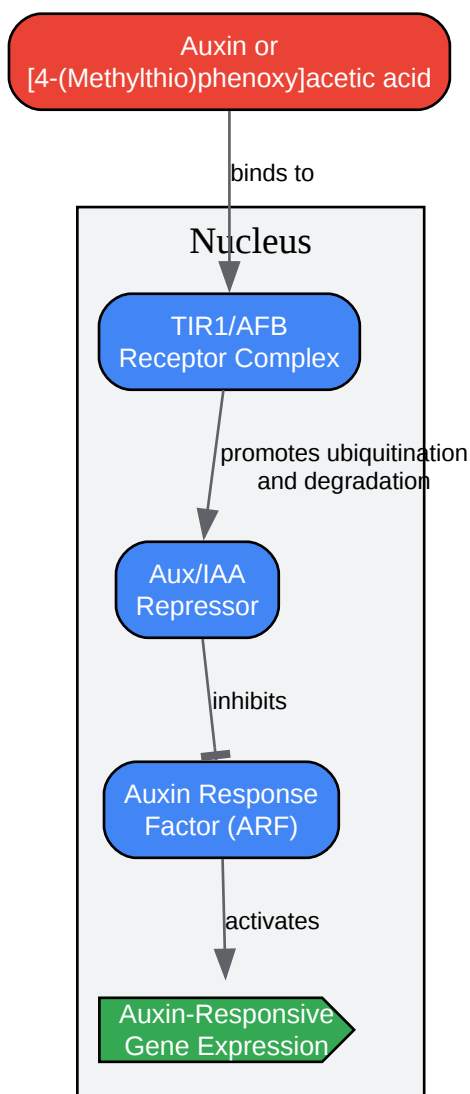 Auxin or
[4-(Methylthio)phenoxy]acetic acid
binds to
Nucleus
TIR1/AFB
Receptor Complex
promotes ubiquitination
and degradation
Aux/IAA
Repressor
inhibits
Auxin Response
Factor (ARF)
activates
Auxin-Responsive
Gene Expression